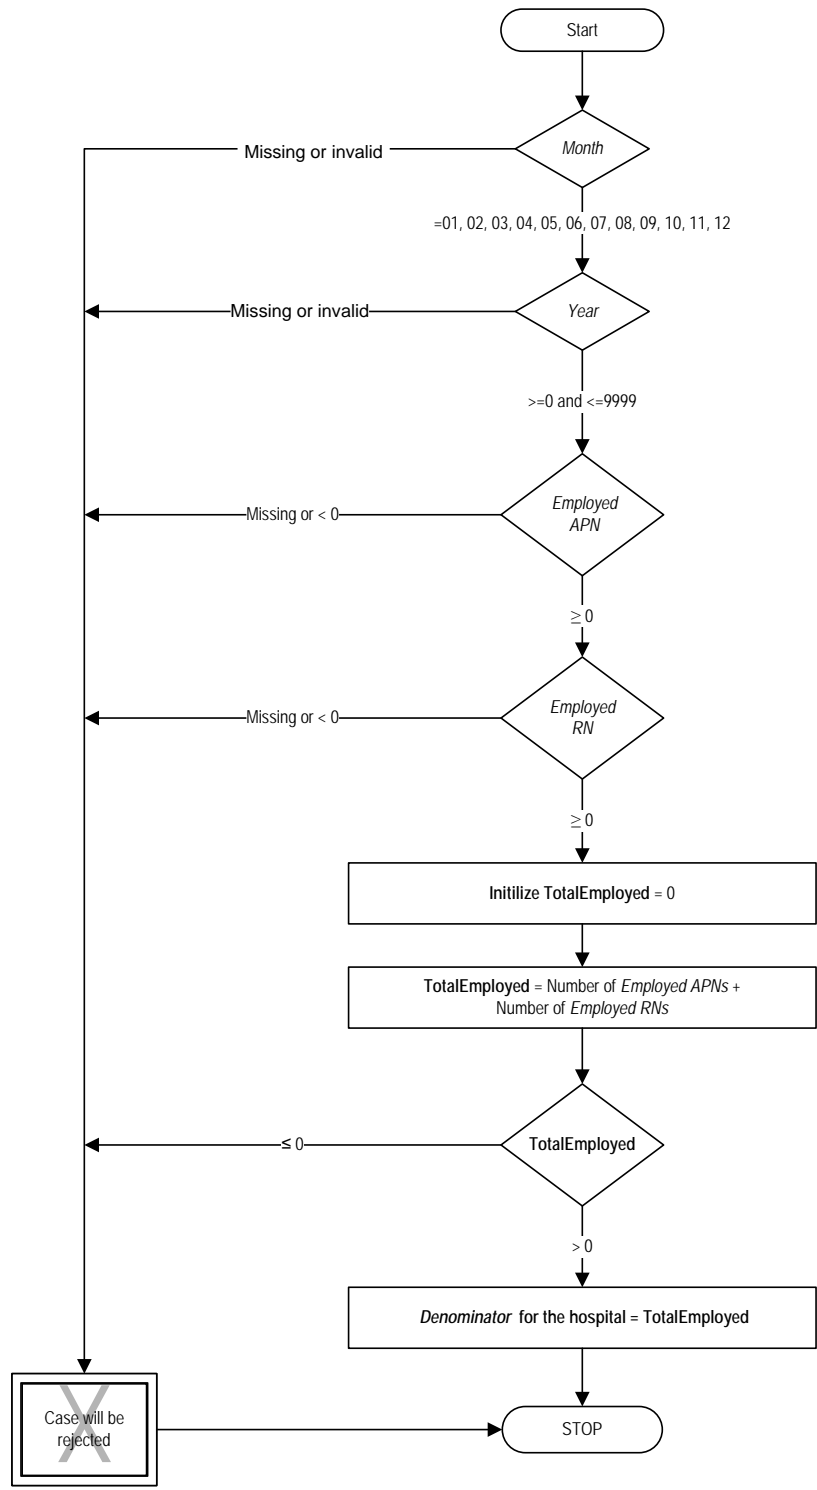 Start
Month
Missing or invalid
=01, 02, 03, 04, 05, 06, 07, 08, 09, 10, 11, 12
Year
Missing or invalid
>=0 and <=9999
Employed
APN
Missing or < 0
≥ 0
Employed
RN
Missing or < 0
≥ 0
Initilize TotalEmployed = 0
TotalEmployed = Number of Employed APNs +
Number of Employed RNs
TotalEmployed
≤ 0
> 0
Denominator for the hospital = TotalEmployed
X
Case will be
rejected
STOP